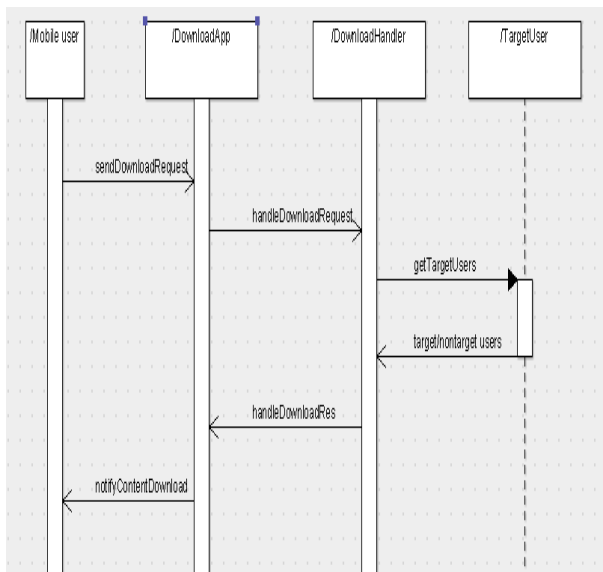 /Mobile user
/DownloadApp
/DownloadHandler
/TargetUser
sendDownloadRequest
handleDownloadRequest
getTargetUsers
target/nontarget users
handleDownloadRes
notifyContentDownload